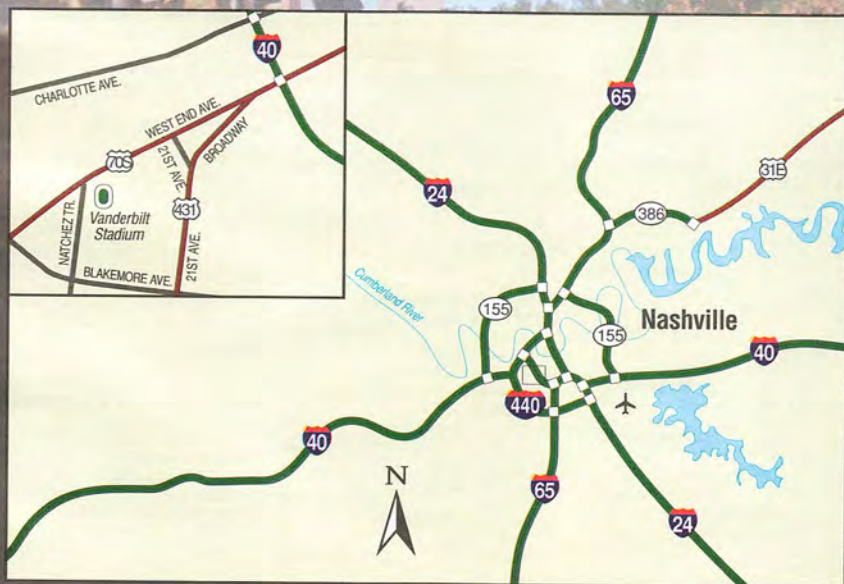 40
CHARLOTTE AVE.
WEST END AVE.
21ST AVE.
BROADWAY
70S
431
NATCHEZ TR.
Vanderbilt
Stadium
21ST AVE.
BLAKEMORE AVE.
65
24
31E
386
Cumberland River
155
155
Nashville
40
440
40
N
65
24